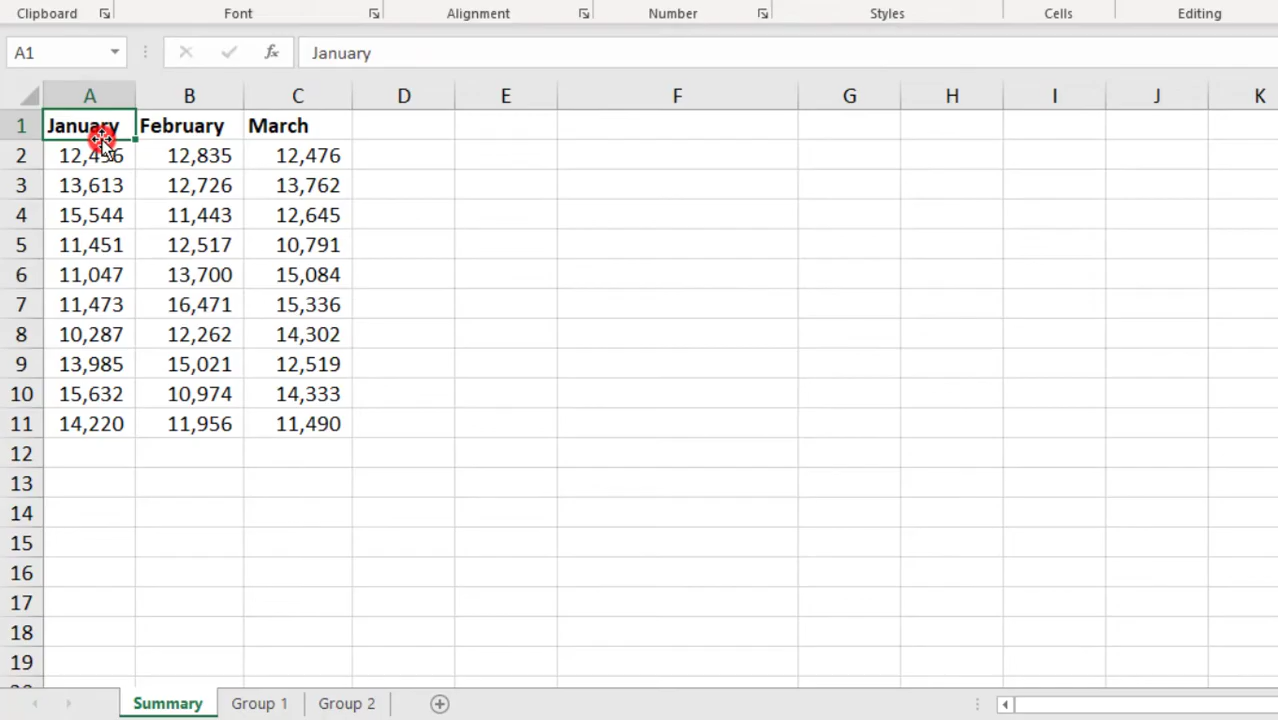 Clipboard Font Alignment Number Styles Cells Editing
A1 fx January
A B C D E F G H I J K
1 January February March
2 12,835 12,476
3 13,613 12,726 13,762
4 15,544 11,443 12,645
5 11,451 12,517 10,791
6 11,047 13,700 15,084
7 11,473 16,471 15,336
8 10,287 12,262 14,302
9 13,985 15,021 12,519
10 15,632 10,974 14,333
11 14,220 11,956 11,490
12
13
14
15
16
17
18
19
Summary Group 1 Group 2